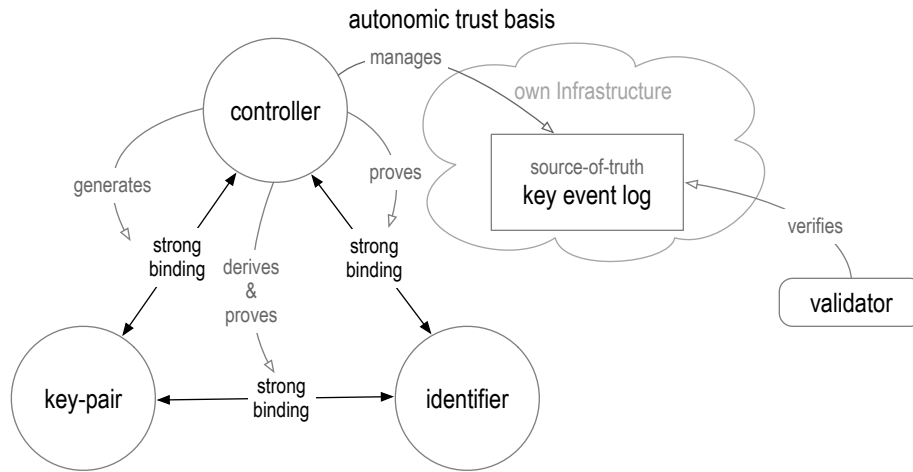 autonomic trust basis
manages
controller
own Infrastructure
generates
proves
source-of-truth
key event log
verifies
strong
binding
strong
binding
derives
&
proves
validator
key-pair
strong
binding
identifier